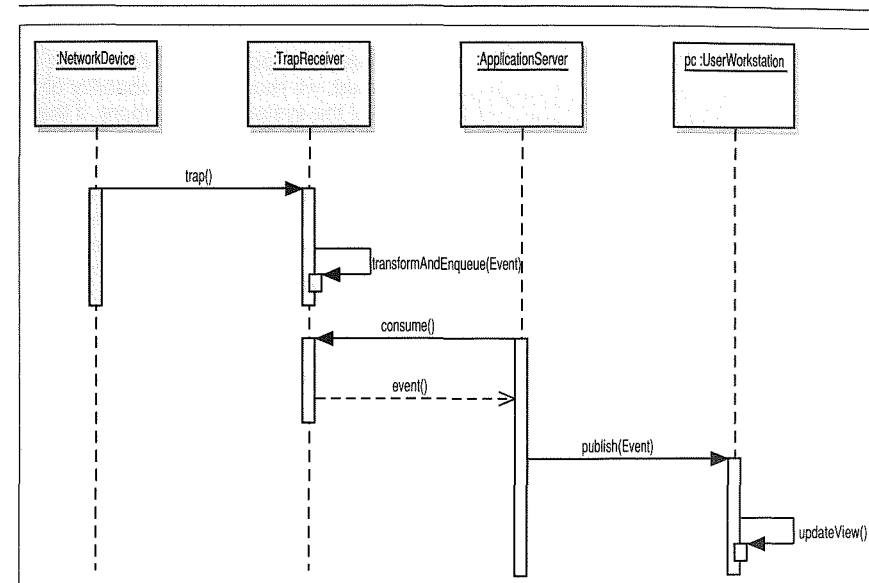 :NetworkDevice
:TrapReceiver
:ApplicationServer
pc :UserWorkstation
trap()
transformAndEnqueue(Event)
consume()
event()
publish(Event)
updateView()